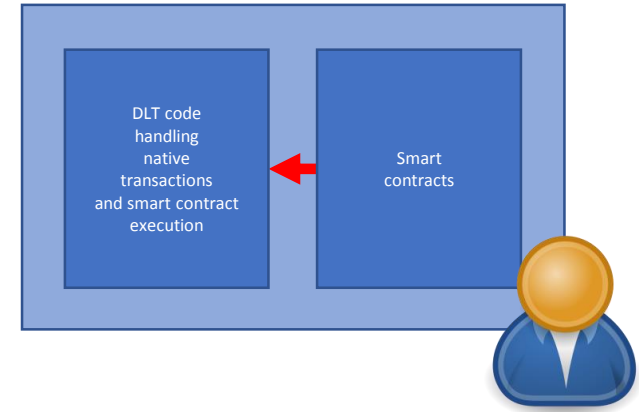 DLT code
handling
native
transactions
and smart contract
execution
Smart
contracts